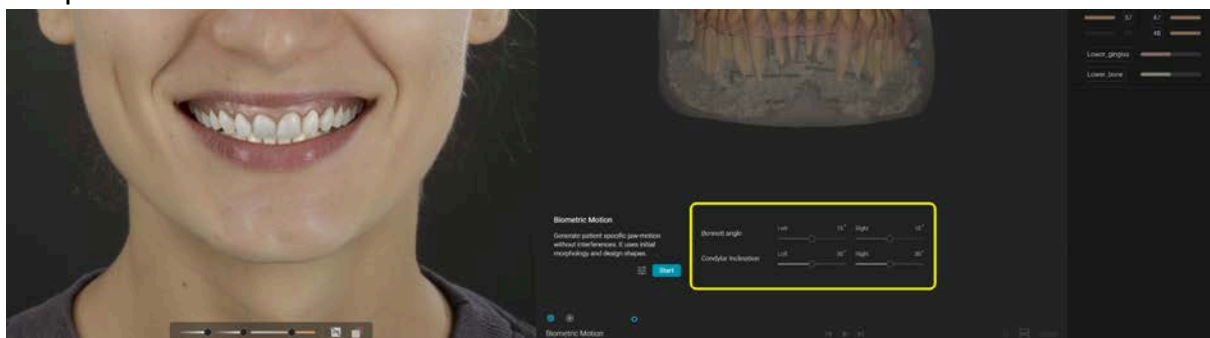 37 47
48
Lower_gingiva
Lower_bone
Biometric Motion
Generate patient specific jaw-motion
without interferences. It uses initial
morphology and design shapes.
Start
Bennett angle Left 15° Right 15°
Condylar Inclination Left 30° Right 30°
Biometric Motion